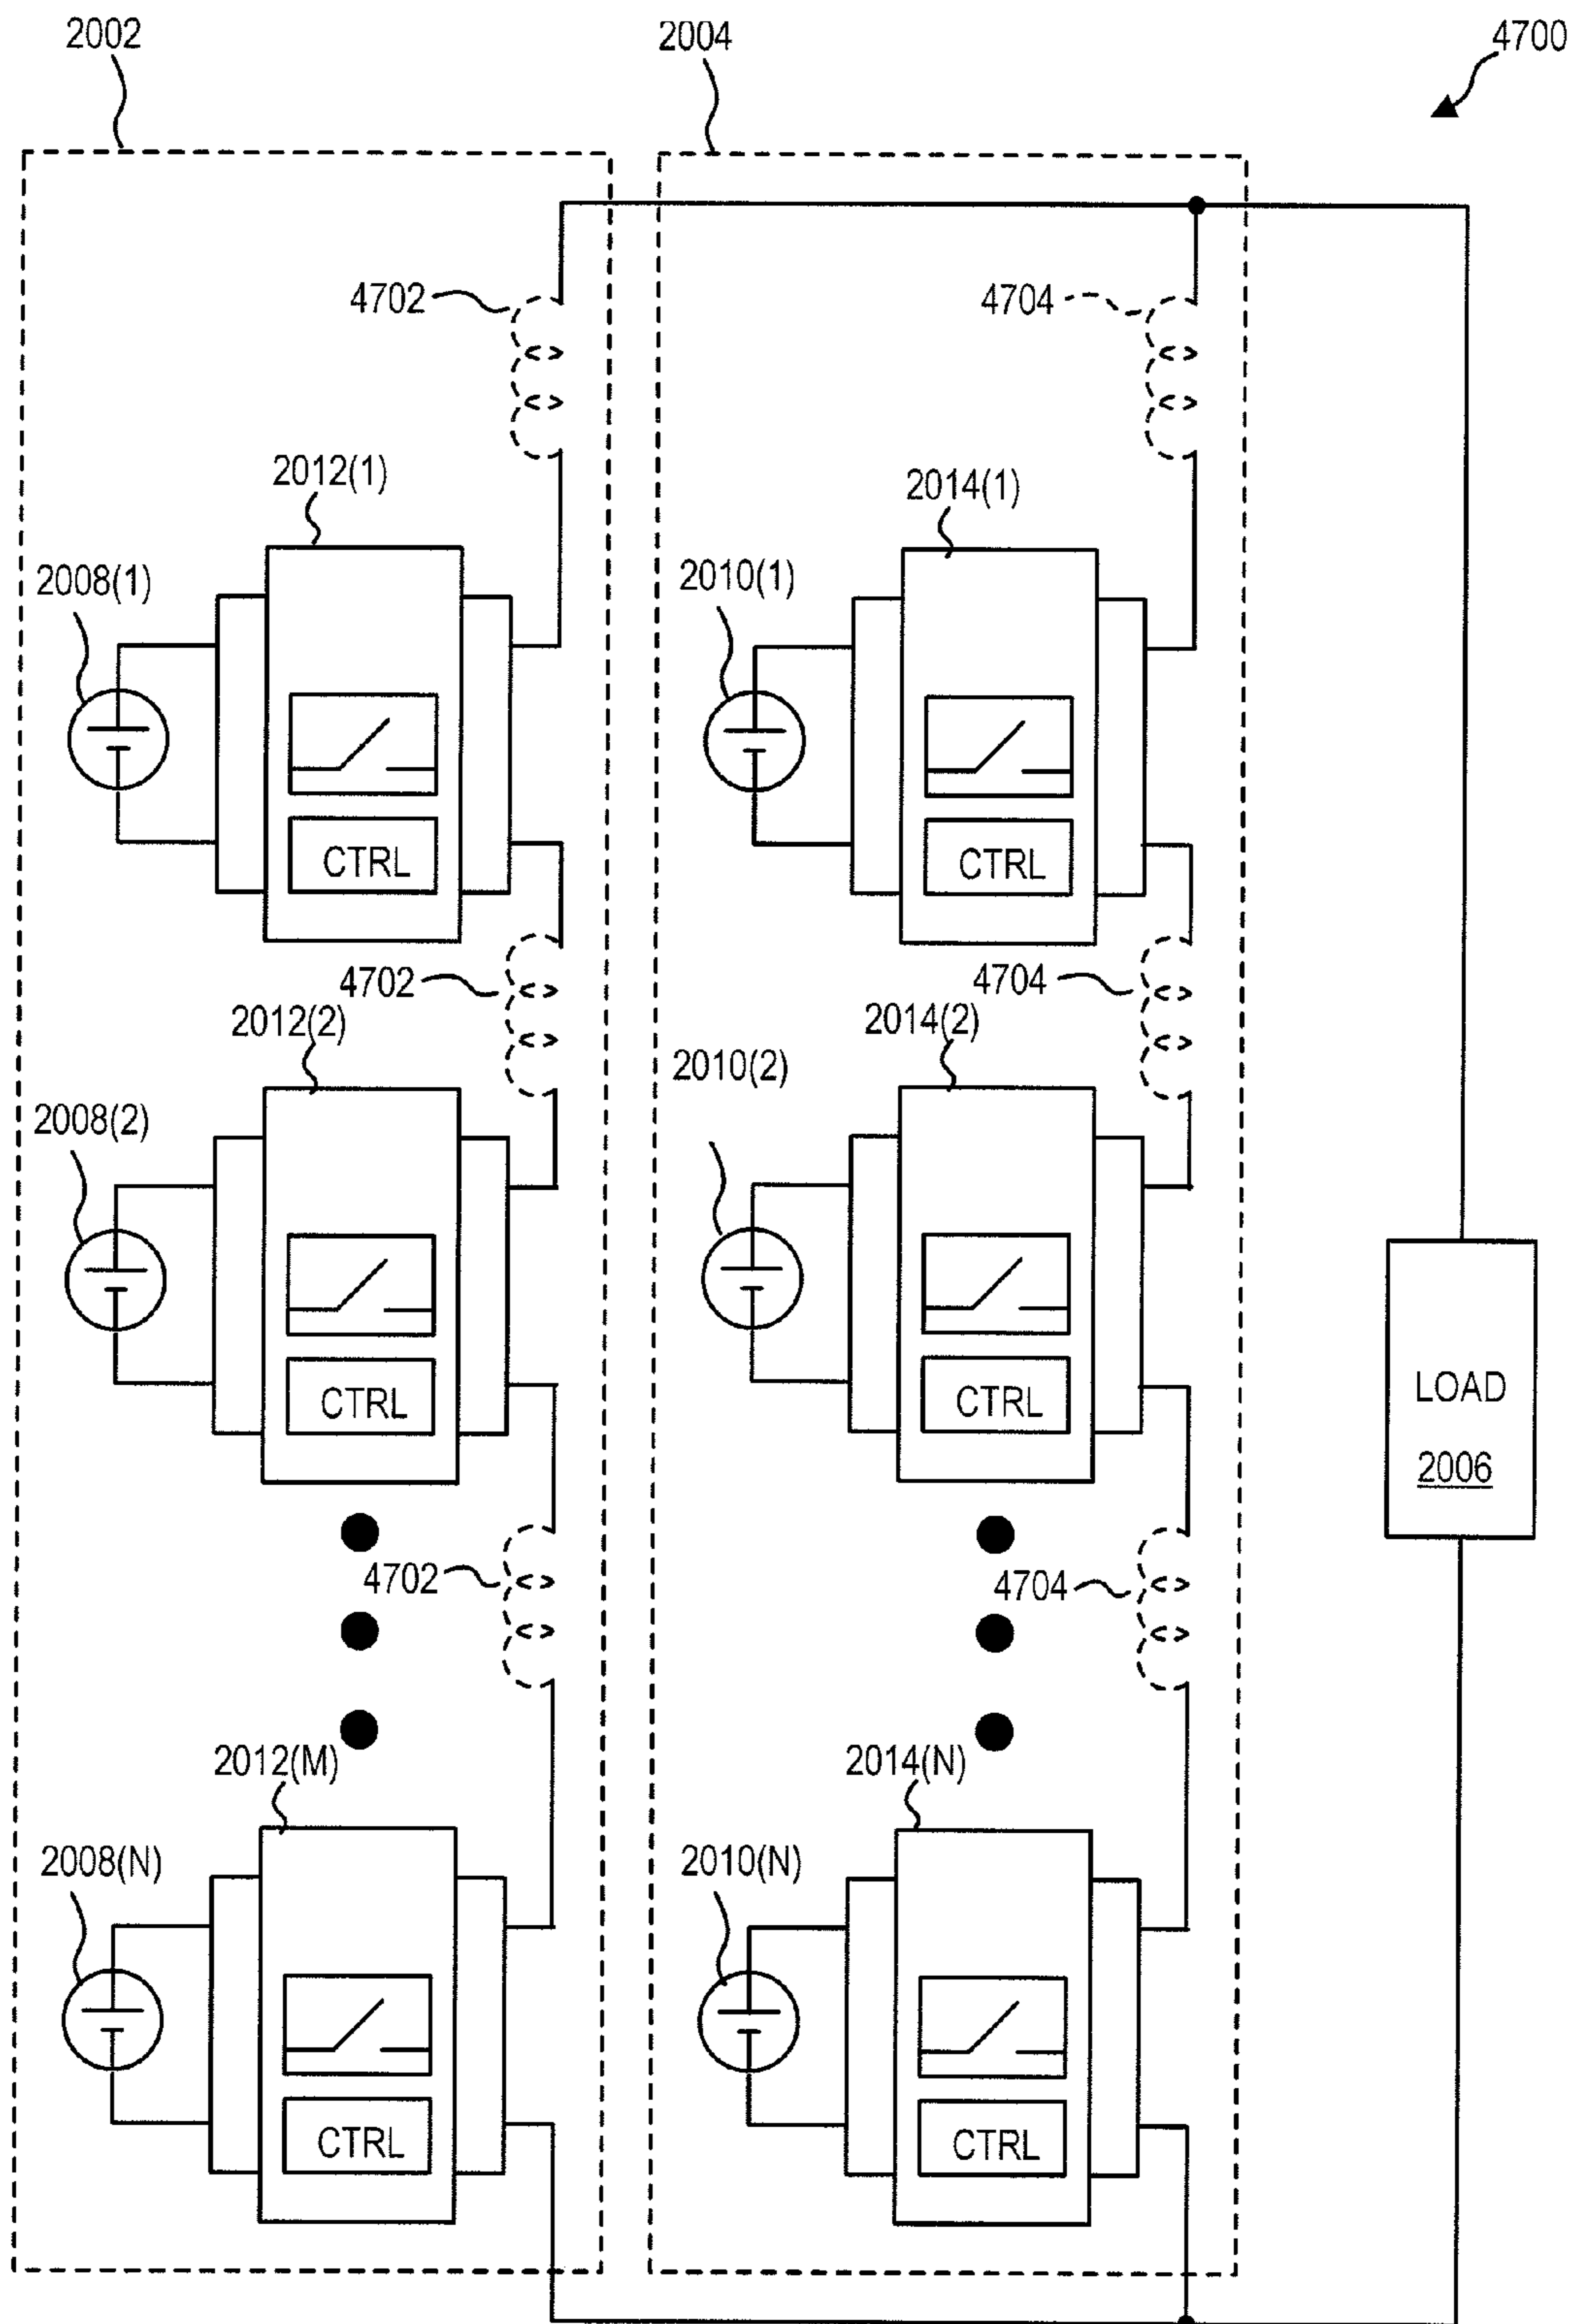 2002 2004 4700
4702 4704
2012(1) 2014(1)
2008(1) 2010(1)
CTRL CTRL
4702 4704
2012(2) 2014(2)
2008(2) 2010(2)
CTRL CTRL
LOAD
2006
4702 4704
2012(M) 2014(N)
2008(N) 2010(N)
CTRL CTRL